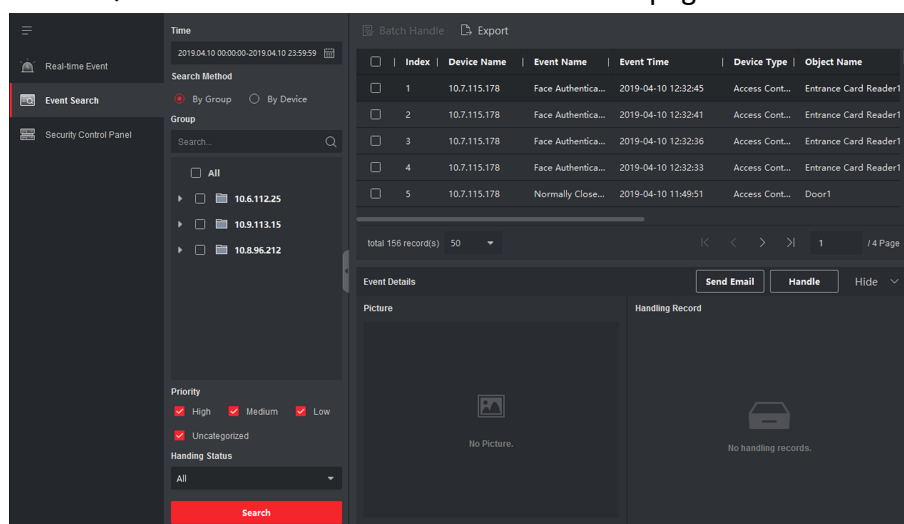 Real-time Event
Event Search
Security Control Panel
Time
2019.04.10 00:00:00-2019.04.10 23:59:59
Search Method
By Group By Device
Group
Search...
All
10.6.112.25
10.9.113.15
10.8.96.212
Priority
High Medium Low
Uncategorized
Handing Status
All
Search
Batch Handle Export
Index Device Name Event Name Event Time Device Type Object Name
1 10.7.115.178 Face Authentica... 2019-04-10 12:32:45 Access Cont... Entrance Card Reader1
2 10.7.115.178 Face Authentica... 2019-04-10 12:32:41 Access Cont... Entrance Card Reader1
3 10.7.115.178 Face Authentica... 2019-04-10 12:32:36 Access Cont... Entrance Card Reader1
4 10.7.115.178 Face Authentica... 2019-04-10 12:32:33 Access Cont... Entrance Card Reader1
5 10.7.115.178 Normally Close... 2019-04-10 11:49:51 Access Cont... Door1
total 156 record(s) 50 1 / 4 Page
Event Details Send Email Handle Hide
Picture Handling Record
No Picture.
No handling records.